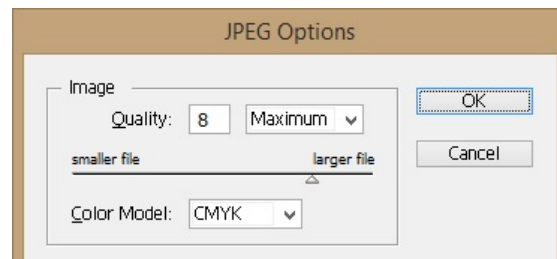 JPEG Options
Image
Quality: 8 Maximum
smaller file larger file
Color Model: CMYK
OK
Cancel